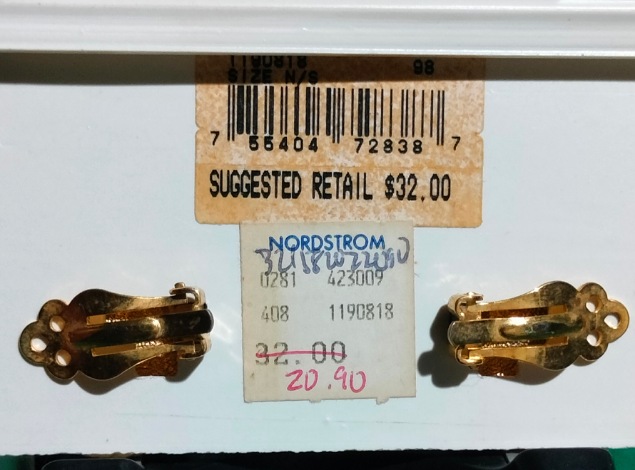 1190818 98
SIZE N/S
7 55404 72838 7
SUGGESTED RETAIL $32.00
NORDSTROM
0281 423009
408 1190818
32.00
20.90